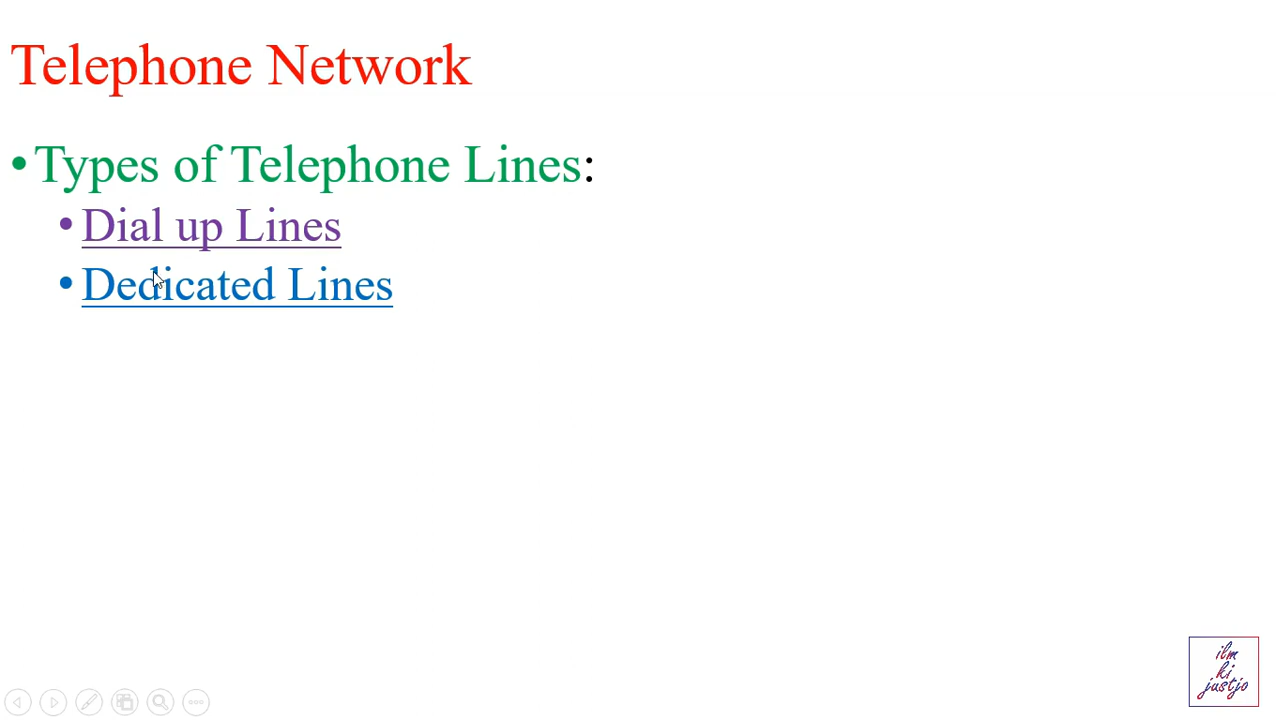 Telephone Network
•Types of Telephone Lines:
•Dial up Lines
•Dedicated Lines
ilm
ki
justjo